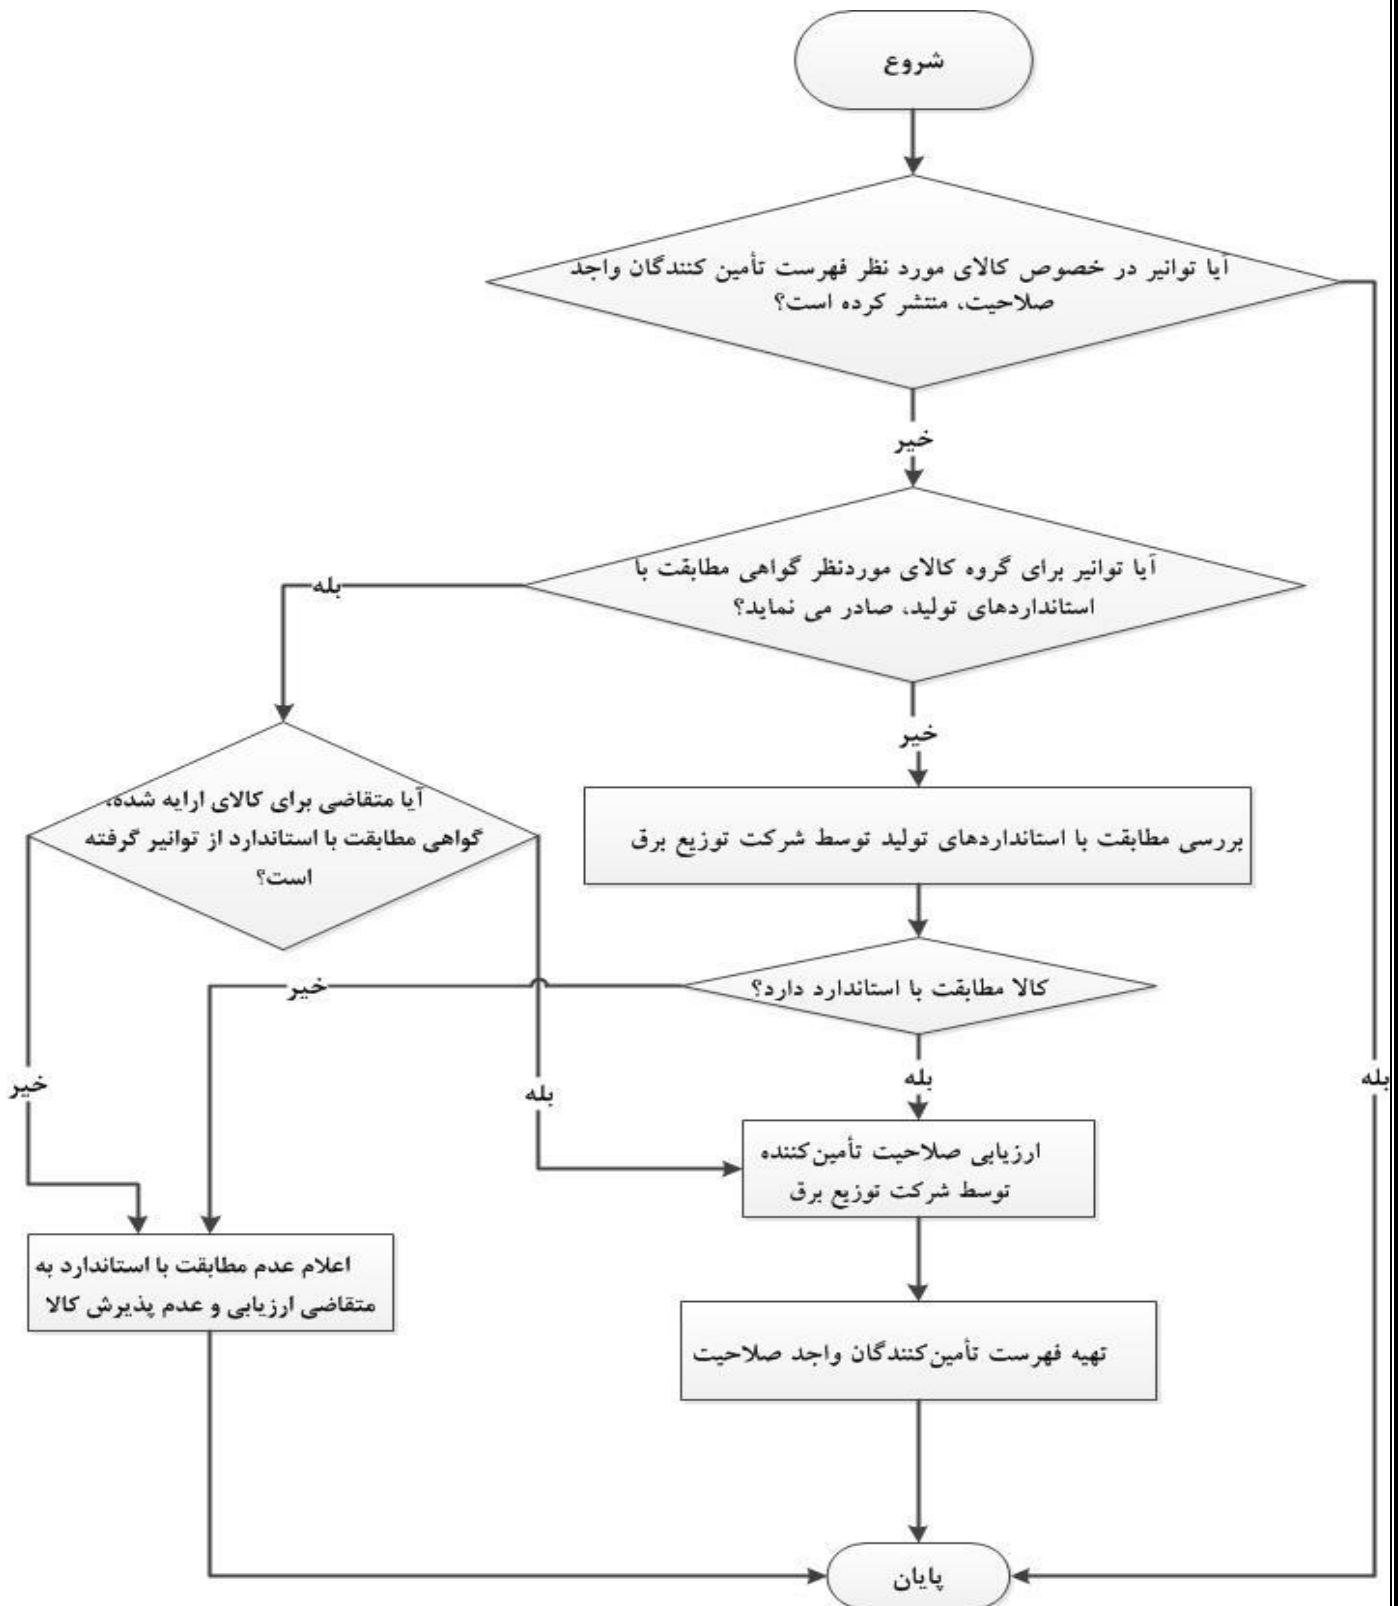 شروع
آیا توانیر در خصوص کالای مورد نظر فهرست تأمین کنندگان واجد
صلاحیت، منتشر کرده است؟
خیر
آیا توانیر برای گروه کالای موردنظر گواهی مطابقت با
استانداردهای تولید، صادر می نماید؟
بله
خیر
آیا متقاضی برای کالای ارایه شده،
گواهی مطابقت با استاندارد از توانیر گرفته
است؟
بررسی مطابقت با استانداردهای تولید توسط شرکت توزیع برق
کالا مطابقت با استاندارد دارد؟
خیر
بله
بله
بله
خیر
ارزیابی صلاحیت تأمین‌کننده
توسط شرکت توزیع برق
اعلام عدم مطابقت با استاندارد به
متقاضی ارزیابی و عدم پذیرش کالا
تهیه فهرست تأمین‌کنندگان واجد صلاحیت
پایان